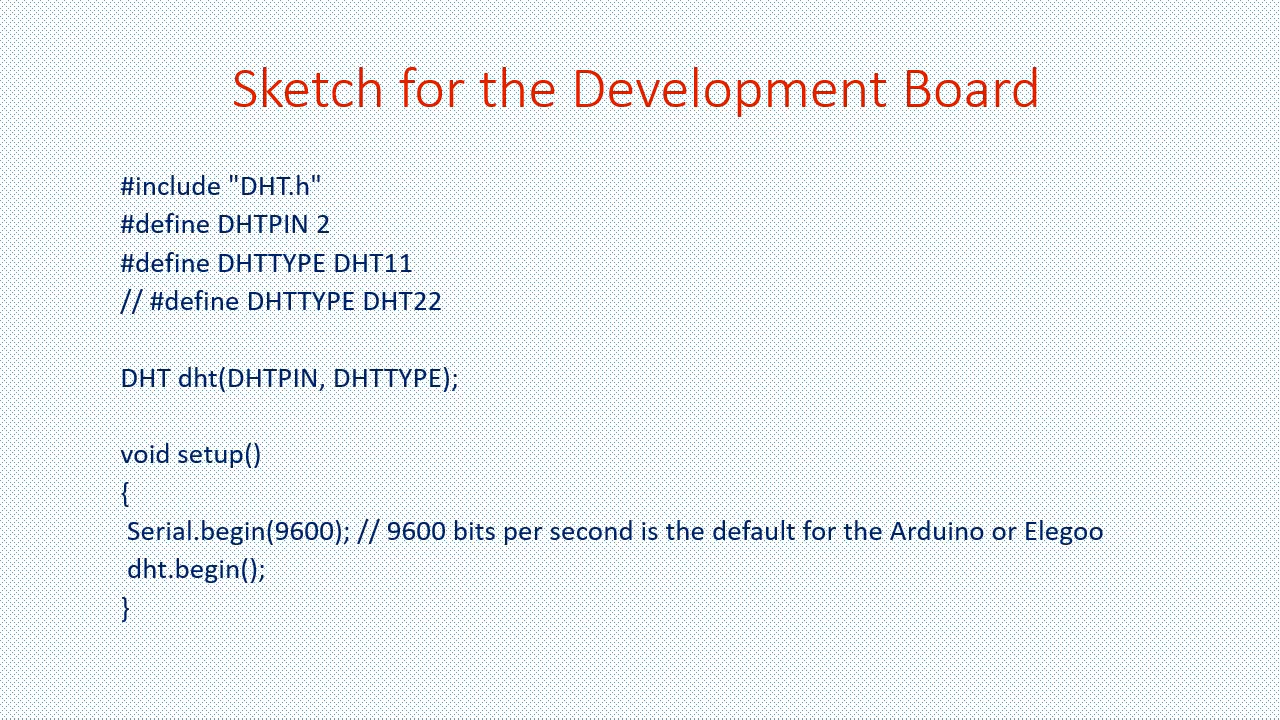 Sketch for the Development Board
#include "DHT.h"
#define DHTPIN 2
#define DHTTYPE DHT11
// #define DHTTYPE DHT22
DHT dht(DHTPIN, DHTTYPE);
void setup()
{
Serial.begin(9600); // 9600 bits per second is the default for the Arduino or Elegoo
dht.begin();
}